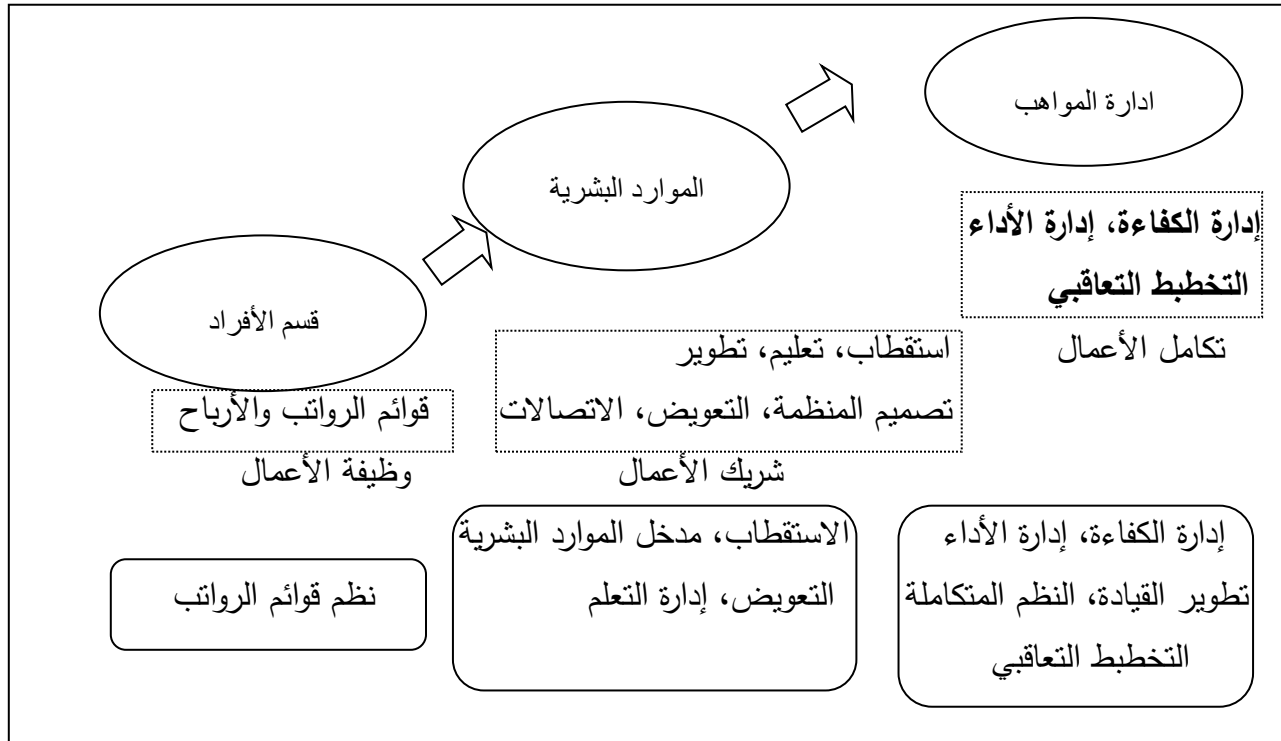 ادارة المواهب
الموارد البشرية
قسم الأفراد
إدارة الكفاءة، إدارة الأداء
التخطبط التعاقبي
تكامل الأعمال
استقطاب، تعليم، تطوير
تصميم المنظمة، التعويض، الاتصالات
شريك الأعمال
قوائم الرواتب والأرباح
وظيفة الأعمال
إدارة الكفاءة، إدارة الأداء
تطوير القيادة، النظم المتكاملة
التخطبط التعاقبي
الاستقطاب، مدخل الموارد البشرية
التعويض، إدارة التعلم
نظم قوائم الرواتب